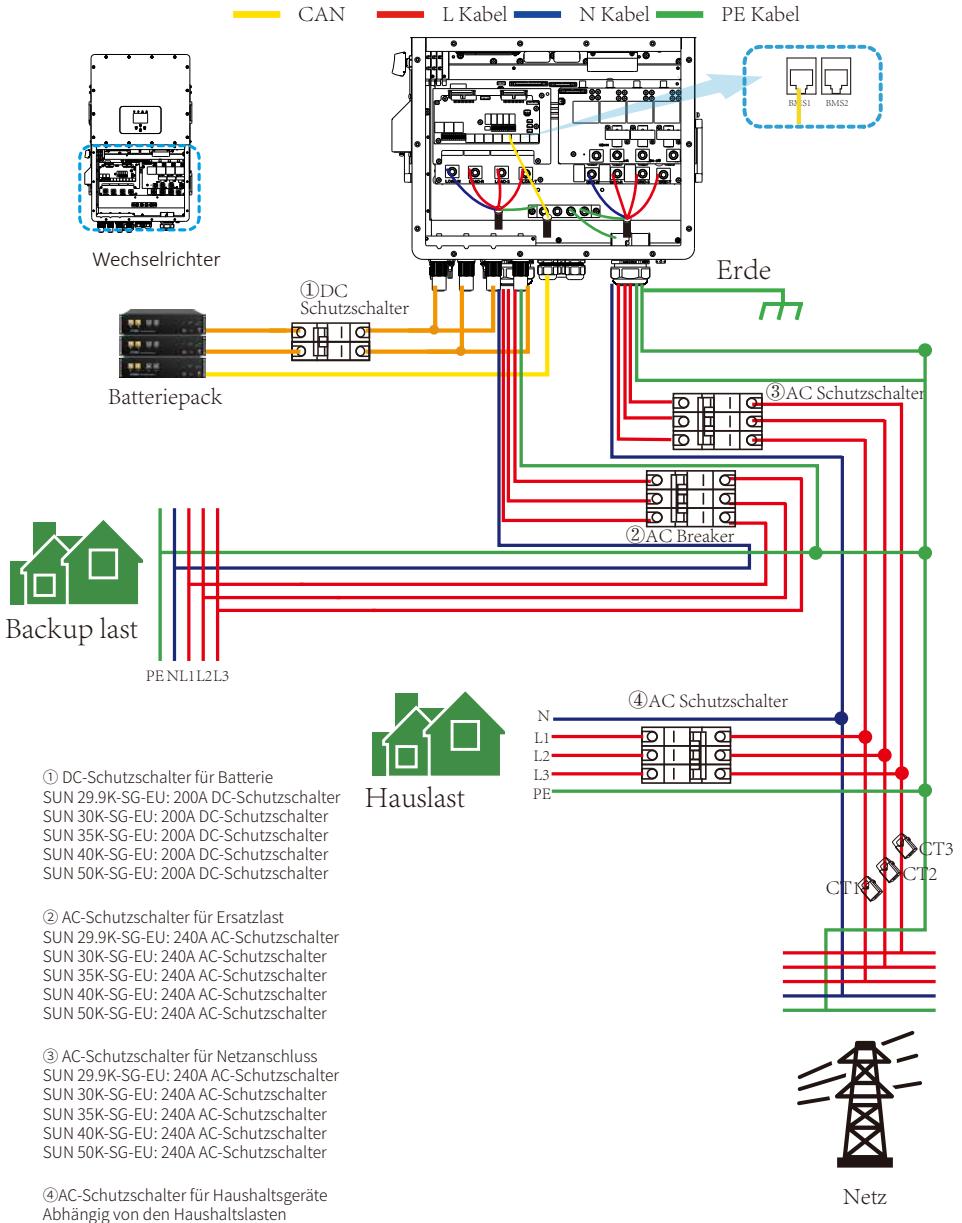 CAN L Kabel N Kabel PE Kabel
BMS1 BMS2
Wechselrichter
Erde
①DC
Schutzschalter
Batteriepack
③AC Schutzschalter
②AC Breaker
Backup last
PE N L1 L2 L3
④AC Schutzschalter
N
L1
L2
L3
PE
Hauslast
① DC-Schutzschalter für Batterie
SUN 29.9K-SG-EU: 200A DC-Schutzschalter
SUN 30K-SG-EU: 200A DC-Schutzschalter
SUN 35K-SG-EU: 200A DC-Schutzschalter
SUN 40K-SG-EU: 200A DC-Schutzschalter
SUN 50K-SG-EU: 200A DC-Schutzschalter
CT3
CT2
CT1
② AC-Schutzschalter für Ersatzlast
SUN 29.9K-SG-EU: 240A AC-Schutzschalter
SUN 30K-SG-EU: 240A AC-Schutzschalter
SUN 35K-SG-EU: 240A AC-Schutzschalter
SUN 40K-SG-EU: 240A AC-Schutzschalter
SUN 50K-SG-EU: 240A AC-Schutzschalter
③ AC-Schutzschalter für Netzanschluss
SUN 29.9K-SG-EU: 240A AC-Schutzschalter
SUN 30K-SG-EU: 240A AC-Schutzschalter
SUN 35K-SG-EU: 240A AC-Schutzschalter
SUN 40K-SG-EU: 240A AC-Schutzschalter
SUN 50K-SG-EU: 240A AC-Schutzschalter
④AC-Schutzschalter für Haushaltsgeräte
Abhängig von den Haushaltslasten
Netz